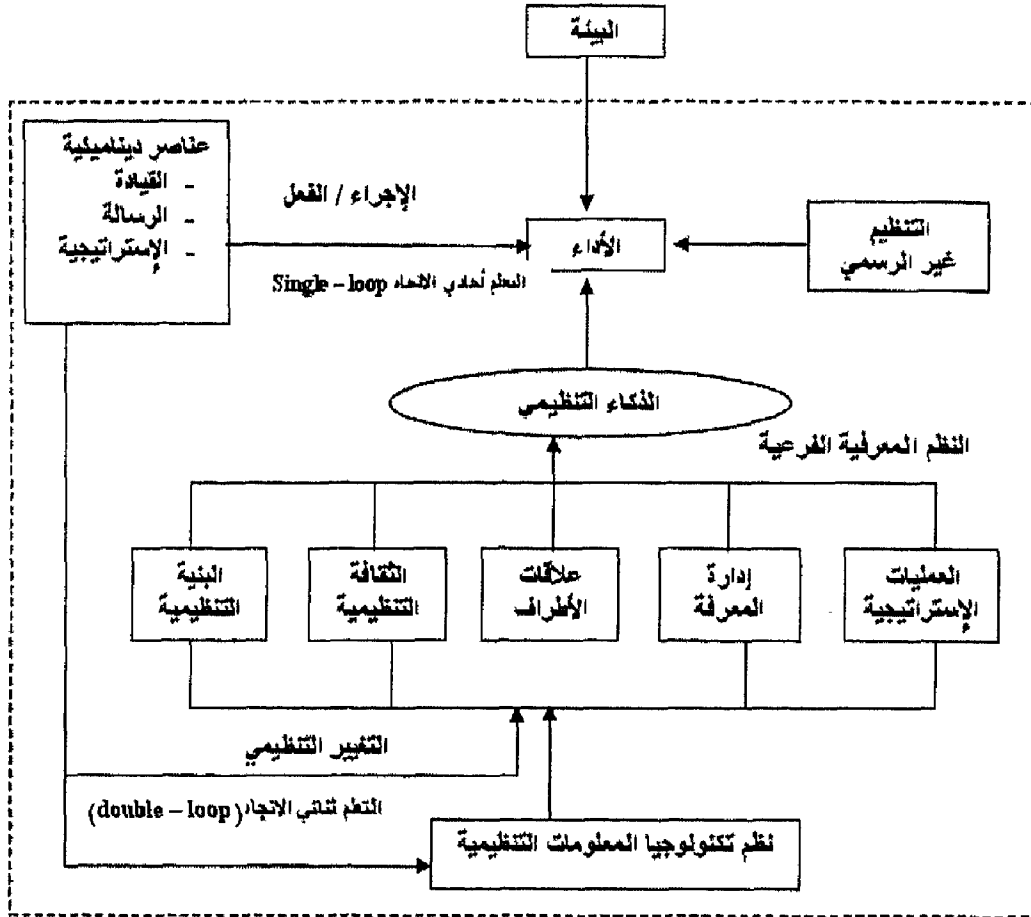 البيئة
عناصر ديناميكية
- القيادة
- الرسالة
- الإستراتيجية
الإجراء / الفعل
الأداء
التنظيم
غير الرسمي
التعلم أحادي الاتجاه Single – loop
الذكاء التنظيمي
النظم المعرفية الفرعية
العمليات
الإستراتيجية
إدارة
المعرفة
علاقات
الأطراف
الثقافة
التنظيمية
البنية
التنظيمية
التغيير التنظيمي
التعلم ثنائي الاتجاه (double – loop)
نظم تكنولوجيا المعلومات التنظيمية